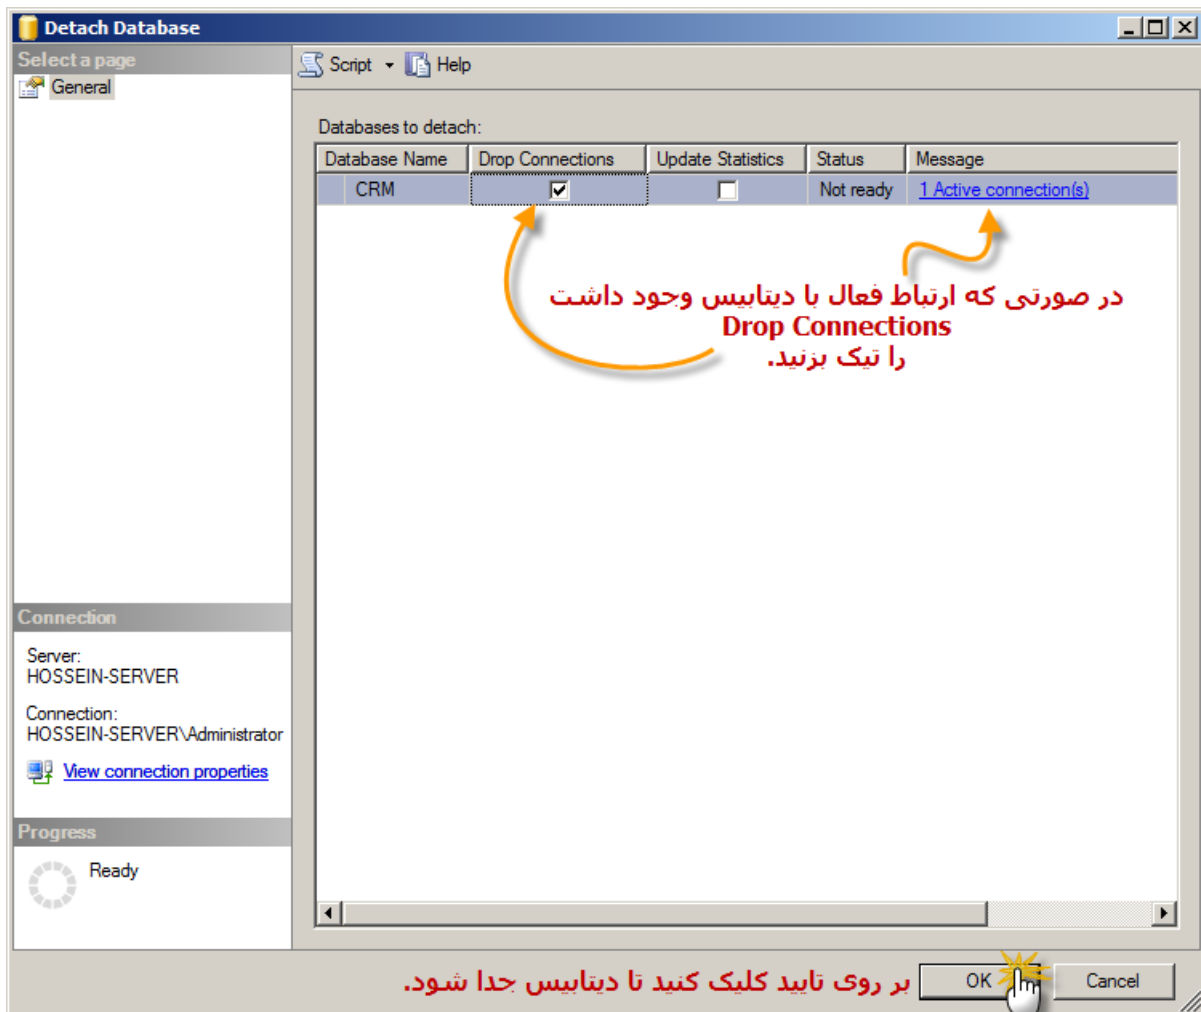 Detach Database
Select a page
General
Script Help
Databases to detach:
Database Name Drop Connections Update Statistics Status Message
CRM Not ready 1 Active connection(s)
در صورتی که ارتباط فعال با دیتابیس وجود داشت
Drop Connections
را تیک بزنید.
Connection
Server:
HOSSEIN-SERVER
Connection:
HOSSEIN-SERVER\Administrator
View connection properties
Progress
Ready
بر روی تایید کلیک کنید تا دیتابیس جدا شود.
OK Cancel